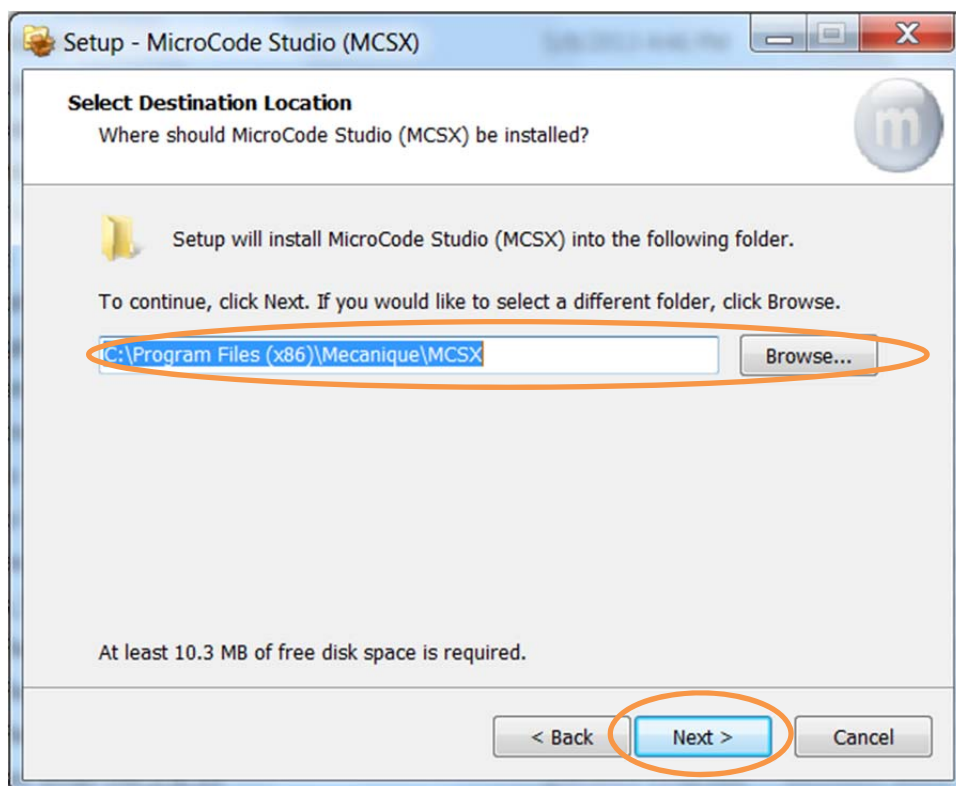 Setup - MicroCode Studio (MCSX)
Select Destination Location
Where should MicroCode Studio (MCSX) be installed?
m
Setup will install MicroCode Studio (MCSX) into the following folder.
To continue, click Next. If you would like to select a different folder, click Browse.
C:\Program Files (x86)\Mecanique\MCSX
Browse...
At least 10.3 MB of free disk space is required.
< Back Next > Cancel